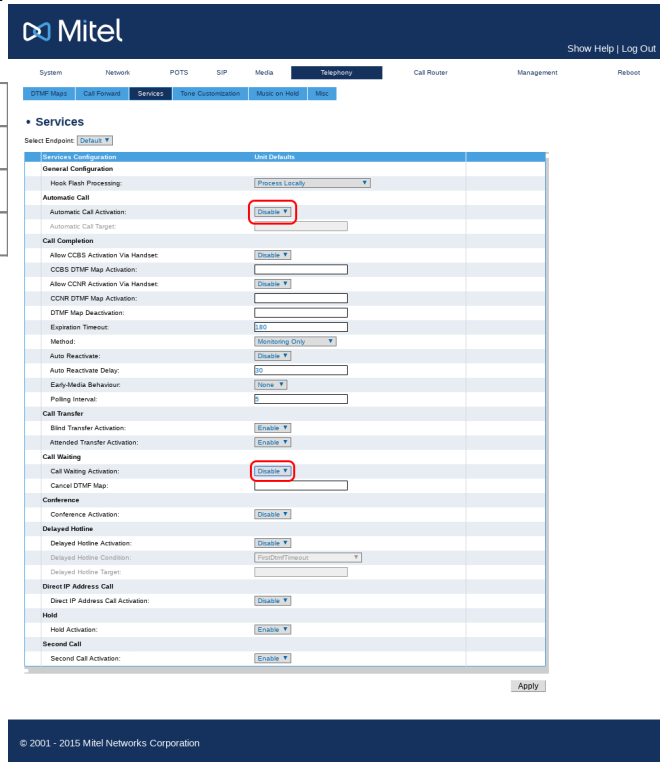 Mitel
Show Help | Log Out
System Network POTS SIP Media Telephony Call Router Management Reboot
DTMF Maps Call Forward Services Tone Customization Music on Hold Misc
• Services
Select Endpoint: Default
Services Configuration Unit Defaults
General Configuration
Hook Flash Processing: Process Locally
Automatic Call
Automatic Call Activation: Disable
Automatic Call Target:
Call Completion
Allow CCBS Activation Via Handset: Disable
CCBS DTMF Map Activation:
Allow CCNR Activation Via Handset: Disable
CCNR DTMF Map Activation:
DTMF Map Deactivation:
Expiration Timeout: 180
Method: Monitoring Only
Auto Reactivate: Disable
Auto Reactivate Delay: 30
Early-Media Behaviour: None
Polling Interval: 5
Call Transfer
Blind Transfer Activation: Enable
Attended Transfer Activation: Enable
Call Waiting
Call Waiting Activation: Disable
Cancel DTMF Map:
Conference
Conference Activation: Disable
Delayed Hotline
Delayed Hotline Activation: Disable
Delayed Hotline Condition: FirstDtmfTimeout
Delayed Hotline Target:
Direct IP Address Call
Direct IP Address Call Activation: Disable
Hold
Hold Activation: Enable
Second Call
Second Call Activation: Enable
Apply
© 2001 - 2015 Mitel Networks Corporation